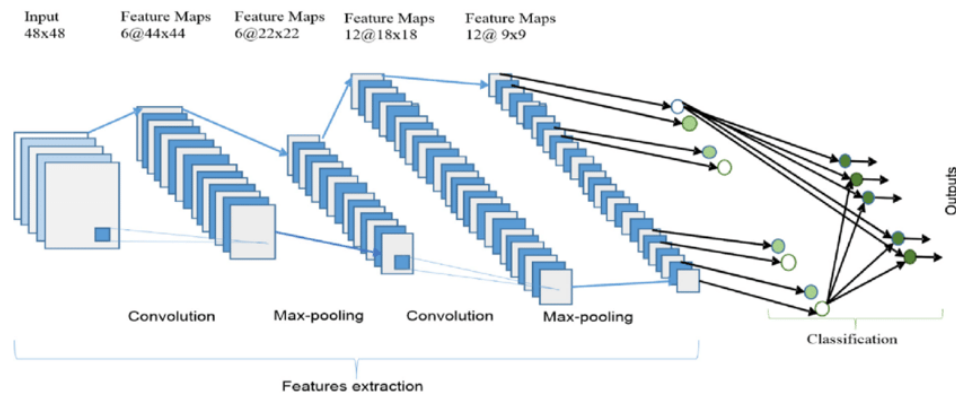 Input
48x48
Feature Maps
6@44x44
Feature Maps
6@22x22
Feature Maps
12@18x18
Feature Maps
12@ 9x9
Outputs
Convolution
Max-pooling
Convolution
Max-pooling
Classification
Features extraction